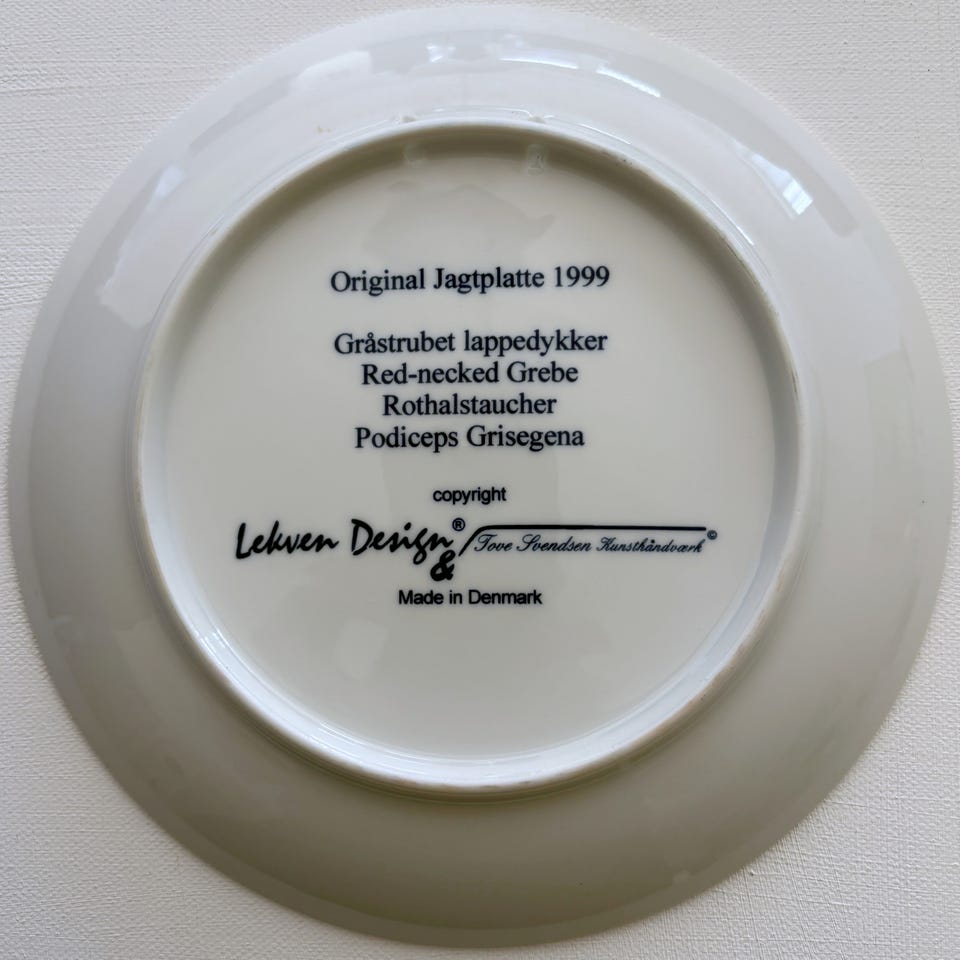 Original Jagtplatte 1999
Gråstrubet lappedykker
Red-necked Grebe
Rothalstaucher
Podiceps Grisegena
copyright
Lekven Design® & Tove Svendsen Kunsthåndværk©
Made in Denmark